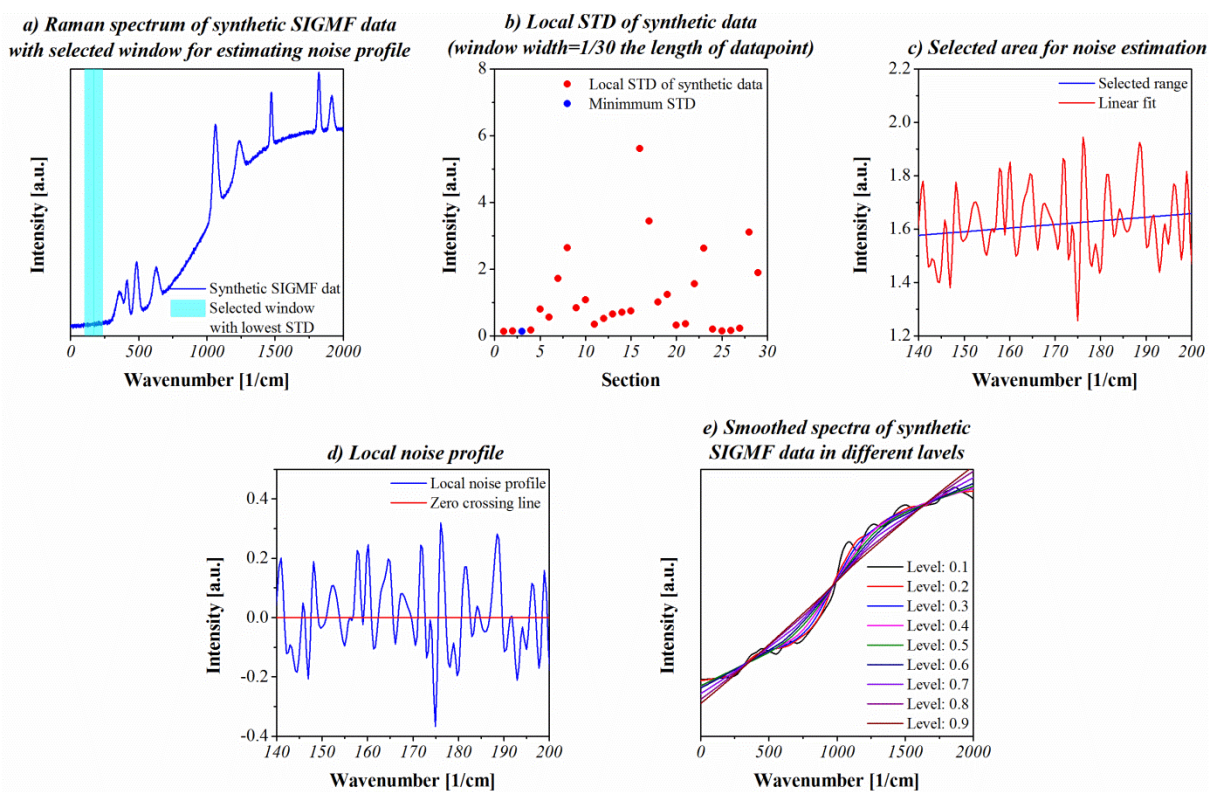 a) Raman spectrum of synthetic SIGMF data
with selected window for estimating noise profile
Intensity [a.u.]
Synthetic SIGMF dat
Selected window
with lowest STD
0 500 1000 1500 2000
Wavenumber [1/cm]
b) Local STD of synthetic data
(window width=1/30 the length of datapoint)
8
6
4
2
0
Intensity [a.u.]
Local STD of synthetic data
Minimmum STD
0 5 10 15 20 25 30
Section
c) Selected area for noise estimation
2.2
2.0
1.8
1.6
1.4
1.2
Intensity [a.u.]
Selected range
Linear fit
140 150 160 170 180 190 200
Wavenumber [1/cm]
d) Local noise profile
0.4
0.2
0.0
-0.2
-0.4
Intensity [a.u.]
Local noise profile
Zero crossing line
140 150 160 170 180 190 200
Wavenumber [1/cm]
e) Smoothed spectra of synthetic
SIGMF data in different lavels
Intensity [a.u.]
Level: 0.1
Level: 0.2
Level: 0.3
Level: 0.4
Level: 0.5
Level: 0.6
Level: 0.7
Level: 0.8
Level: 0.9
0 500 1000 1500 2000
Wavenumber [1/cm]